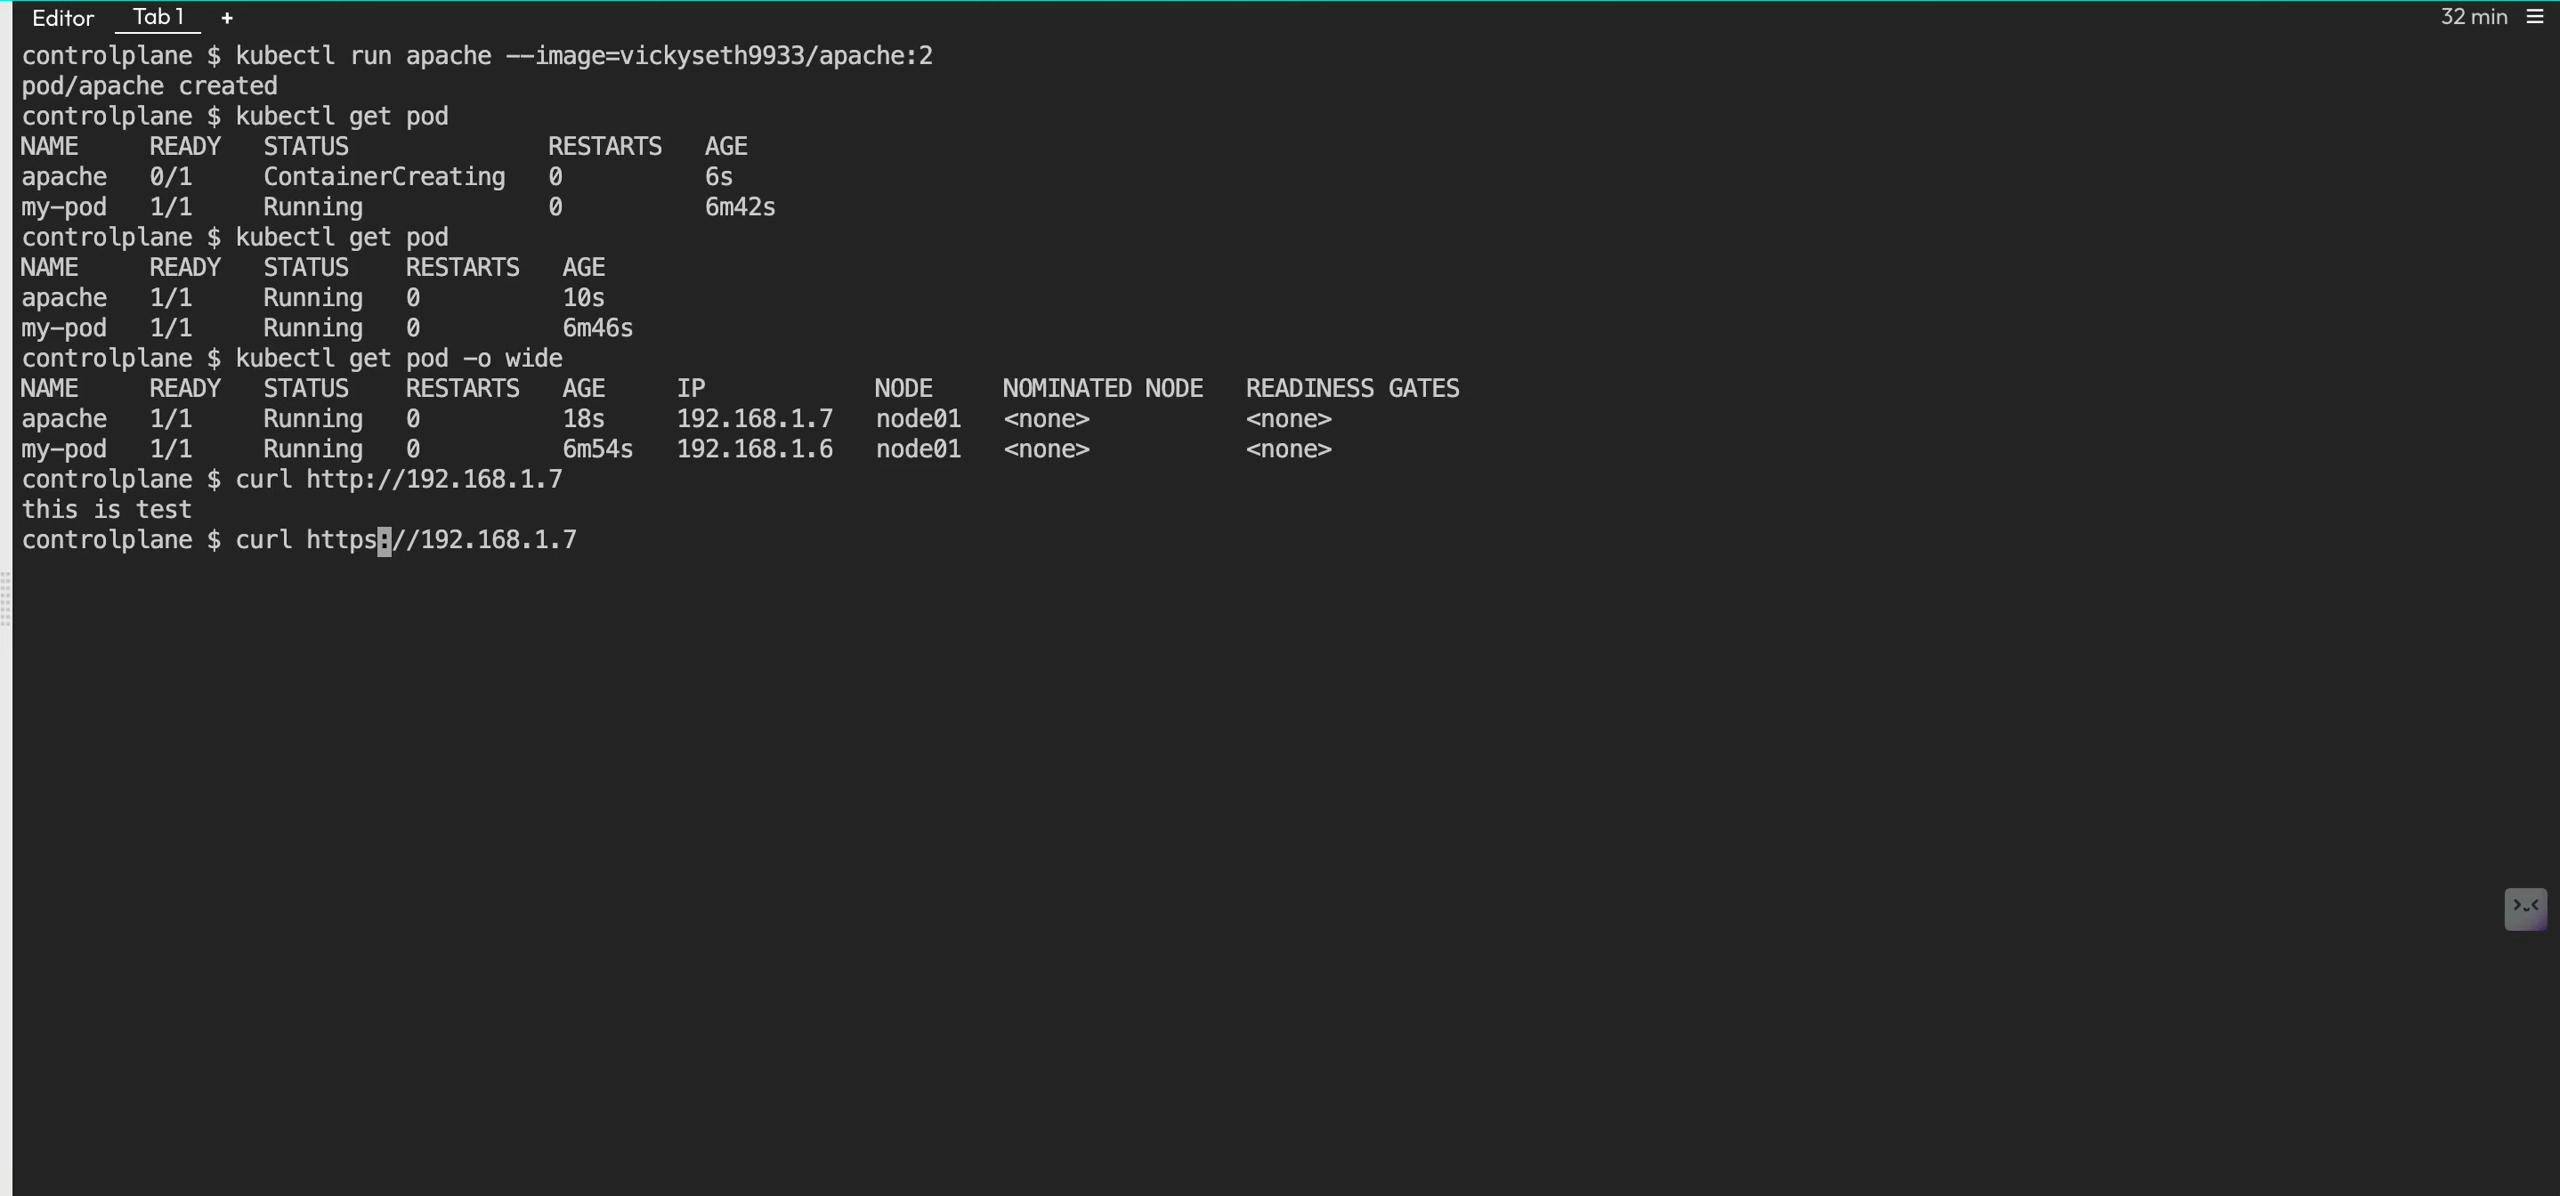 Editor Tab 1 + 32 min
controlplane $ kubectl run apache --image=vickyseth9933/apache:2
pod/apache created
controlplane $ kubectl get pod
NAME READY STATUS RESTARTS AGE
apache 0/1 ContainerCreating 0 6s
my-pod 1/1 Running 0 6m42s
controlplane $ kubectl get pod
NAME READY STATUS RESTARTS AGE
apache 1/1 Running 0 10s
my-pod 1/1 Running 0 6m46s
controlplane $ kubectl get pod -o wide
NAME READY STATUS RESTARTS AGE IP NODE NOMINATED NODE READINESS GATES
apache 1/1 Running 0 18s 192.168.1.7 node01 <none> <none>
my-pod 1/1 Running 0 6m54s 192.168.1.6 node01 <none> <none>
controlplane $ curl http://192.168.1.7
this is test
controlplane $ curl https://192.168.1.7